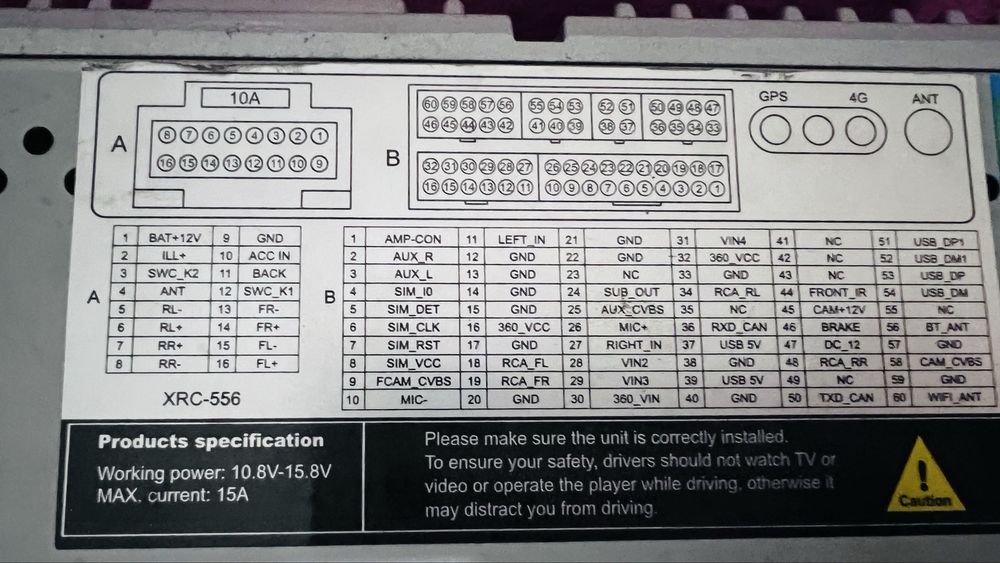 10A
GPS 4G ANT
A
8 7 6 5 4 3 2 1
16 15 14 13 12 11 10 9
B
60 59 58 57 56 55 54 53 52 51 50 49 48 47
46 45 44 43 42 41 40 39 38 37 36 35 34 33
32 31 30 29 28 27 26 25 24 23 22 21 20 19 18 17
16 15 14 13 12 11 10 9 8 7 6 5 4 3 2 1
A
1 BAT+12V 9 GND
2 ILL+ 10 ACC IN
3 SWC_K2 11 BACK
4 ANT 12 SWC_K1
5 RL- 13 FR-
6 RL+ 14 FR+
7 RR+ 15 FL-
8 RR- 16 FL+
XRC-556
B
1 AMP-CON 11 LEFT_IN 21 GND 31 VIN4 41 NC 51 USB_DP1
2 AUX_R 12 GND 22 GND 32 360_VCC 42 NC 52 USB_DM1
3 AUX_L 13 GND 23 NC 33 GND 43 NC 53 USB_DP
4 SIM_I0 14 GND 24 SUB_OUT 34 RCA_RL 44 FRONT_IR 54 USB_DM
5 SIM_DET 15 GND 25 AUX_CVBS 35 NC 45 CAM+12V 55 NC
6 SIM_CLK 16 360_VCC 26 MIC+ 36 RXD_CAN 46 BRAKE 56 BT_ANT
7 SIM_RST 17 GND 27 RIGHT_IN 37 USB 5V 47 DC_12 57 GND
8 SIM_VCC 18 RCA_FL 28 VIN2 38 GND 48 RCA_RR 58 CAM_CVBS
9 FCAM_CVBS 19 RCA_FR 29 VIN3 39 USB 5V 49 NC 59 GND
10 MIC- 20 GND 30 360_VIN 40 GND 50 TXD_CAN 60 WIFI_ANT
Products specification
Working power: 10.8V-15.8V
MAX. current: 15A
Please make sure the unit is correctly installed.
To ensure your safety, drivers should not watch TV or
video or operate the player while driving, otherwise it
may distract you from driving.
Caution